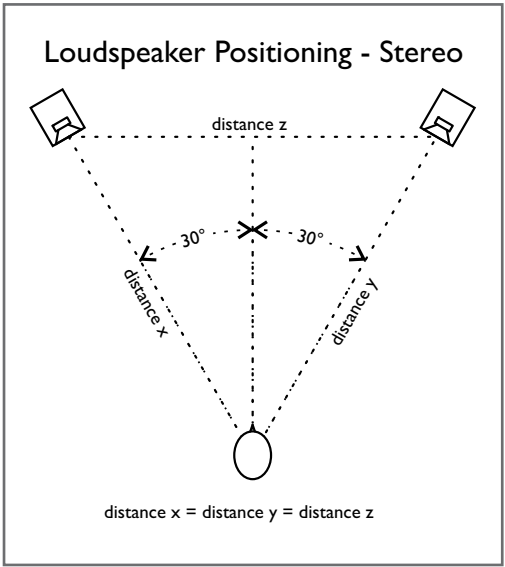 Loudspeaker Positioning - Stereo
distance z
30°
30°
distance x
distance y
distance x = distance y = distance z